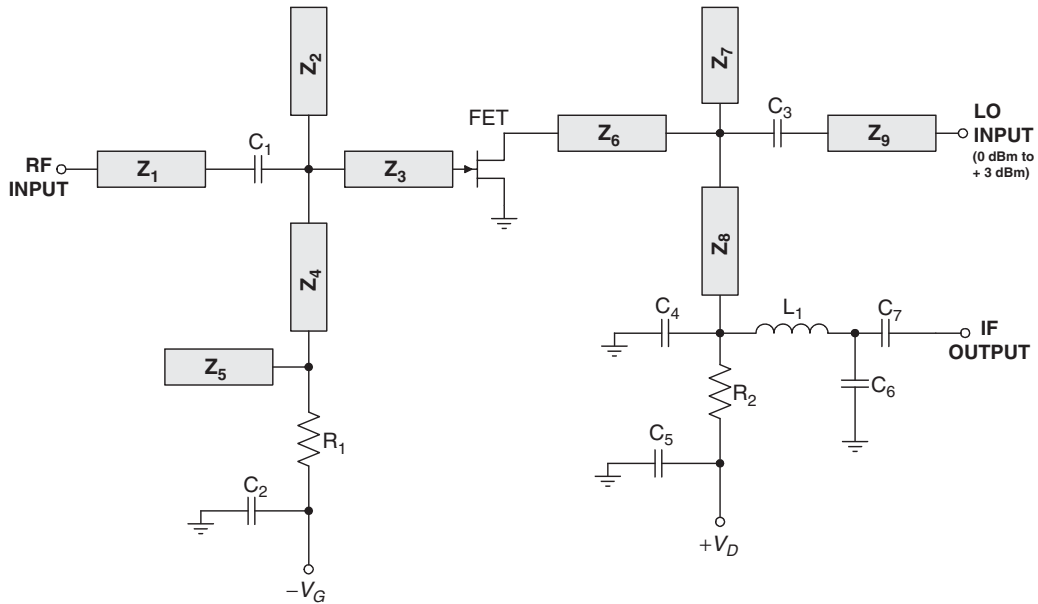 Z2
Z7
C3
LO
INPUT
(0 dBm to
+ 3 dBm)
FET
C1
Z6
Z9
RF
INPUT
Z1
Z3
Z4
Z8
C4
L1
C7
IF
OUTPUT
Z5
C6
R2
R1
C5
C2
+VD
−VG